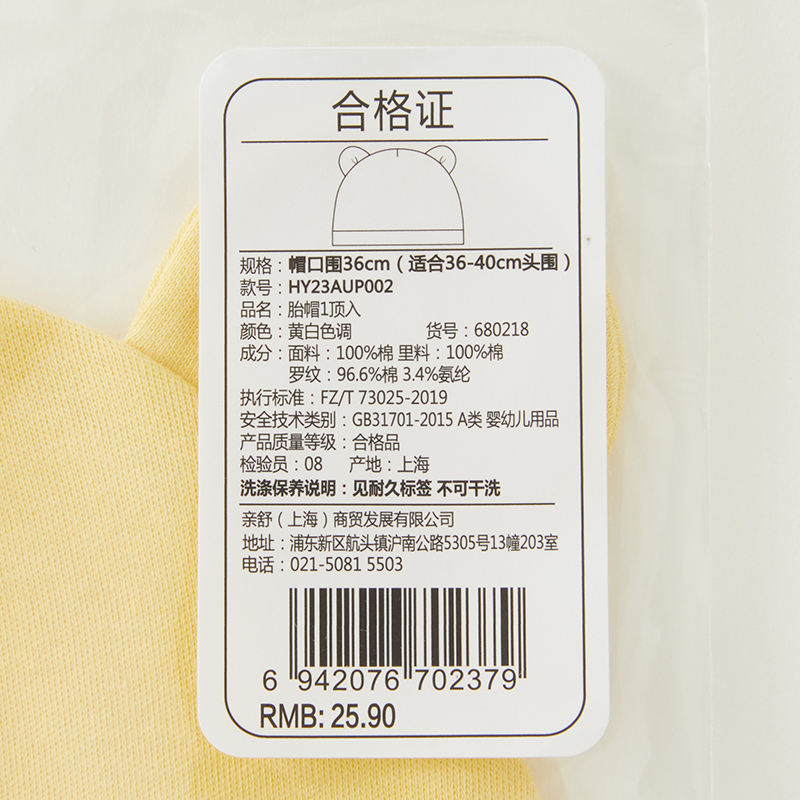 合格证
规格：帽口围36cm（适合36-40cm头围）
款号：HY23AUP002
品名：胎帽1顶入
颜色：黄白色调 货号：680218
成分：面料：100%棉 里料：100%棉
罗纹：96.6%棉 3.4%氨纶
执行标准：FZ/T 73025-2019
安全技术类别：GB31701-2015 A类 婴幼儿用品
产品质量等级：合格品
检验员：08 产地：上海
洗涤保养说明：见耐久标签 不可干洗
亲舒（上海）商贸发展有限公司
地址：浦东新区航头镇沪南公路5305号13幢203室
电话：021-5081 5503
6 942076 702379
RMB: 25.90